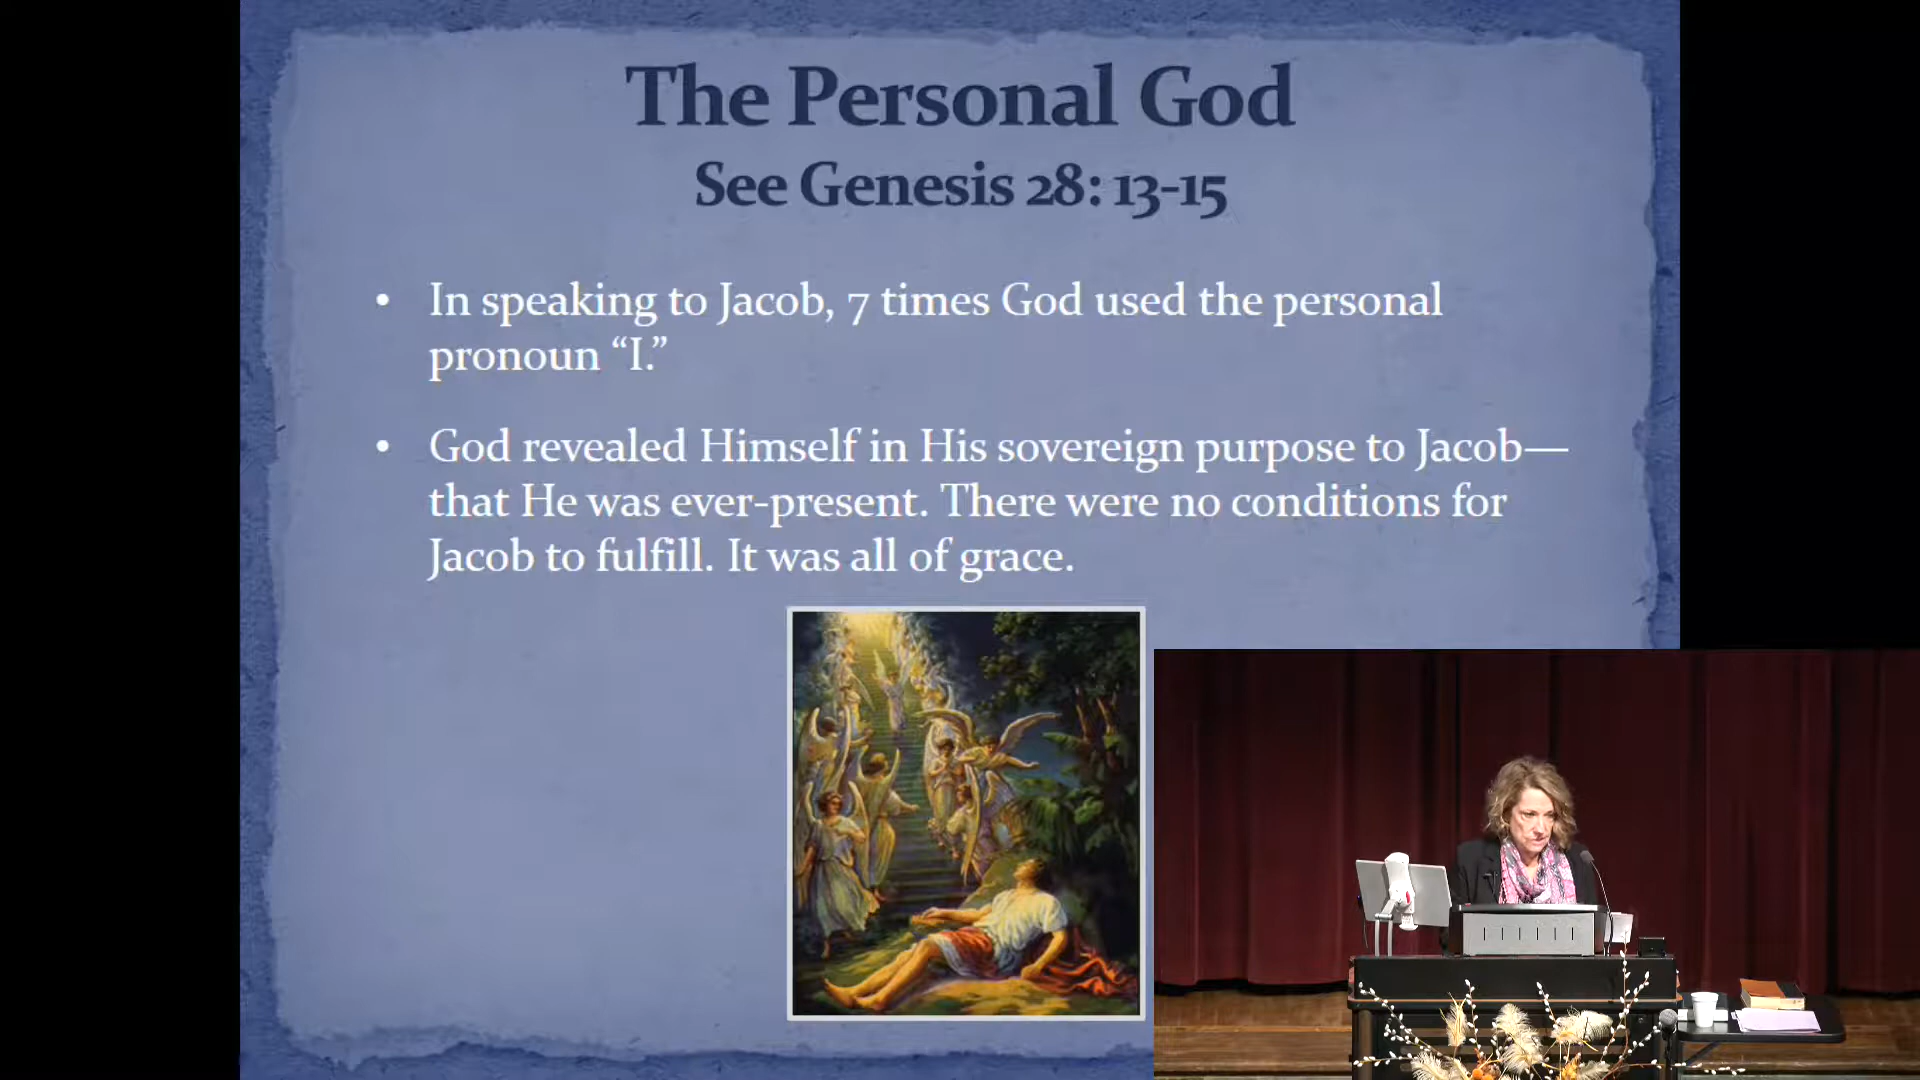 The Personal God
See Genesis 28: 13-15
• In speaking to Jacob, 7 times God used the personal
pronoun “I.”
• God revealed Himself in His sovereign purpose to Jacob—
that He was ever-present. There were no conditions for
Jacob to fulfill. It was all of grace.